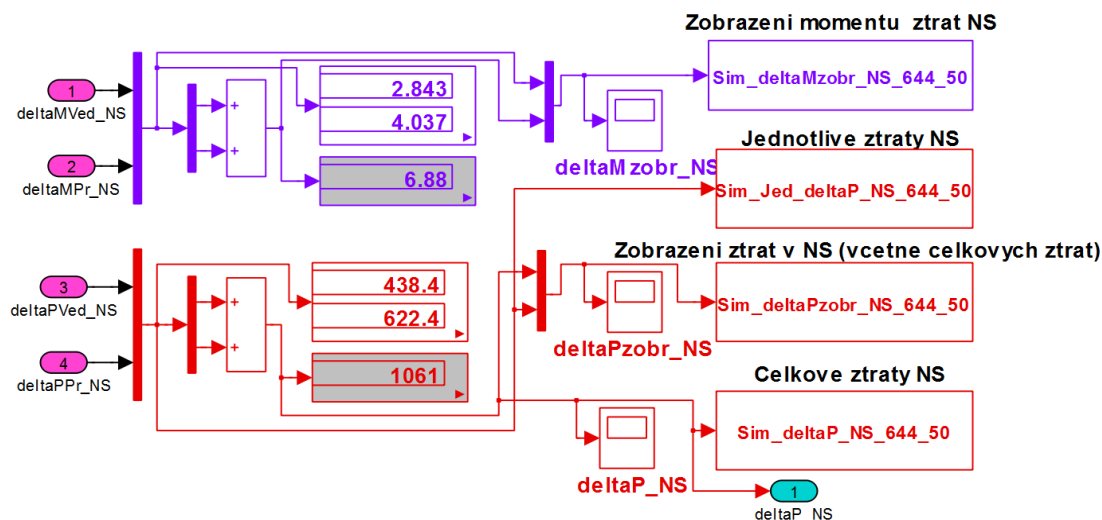 Zobrazeni momentu ztrat NS
1
deltaMVed_NS
+
+
2.843
4.037
Sim_deltaMzobr_NS_644_50
2
deltaMPr_NS
6.88
deltaMzobr_NS
Jednotlive ztraty NS
Sim_Jed_deltaP_NS_644_50
Zobrazeni ztrat v NS (vcetne celkovych ztrat)
3
deltaPVed_NS
+
+
438.4
622.4
Sim_deltaPzobr_NS_644_50
4
deltaPPr_NS
1061
deltaPzobr_NS
Celkove ztraty NS
Sim_deltaP_NS_644_50
deltaP_NS
1
deltaP_NS